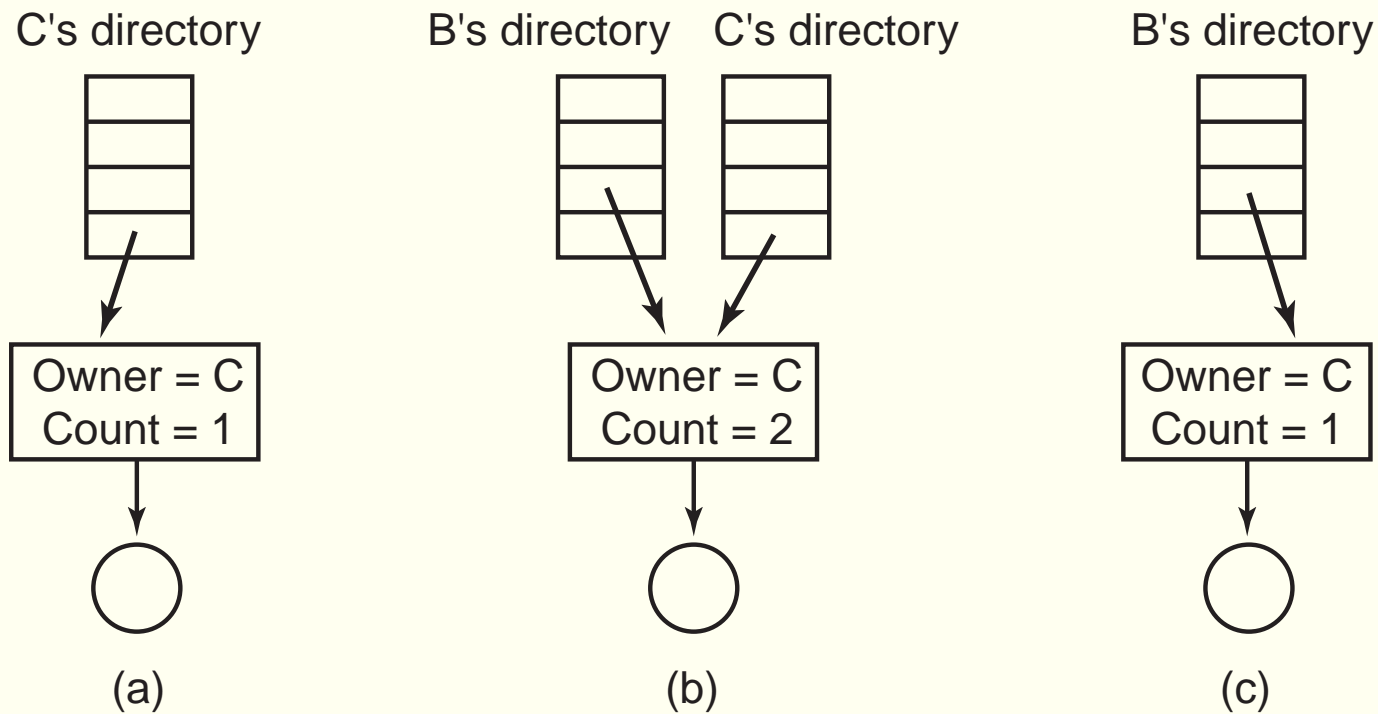 C's directory
B's directory
C's directory
B's directory
Owner = C
Count = 1
Owner = C
Count = 2
Owner = C
Count = 1
(a)
(b)
(c)